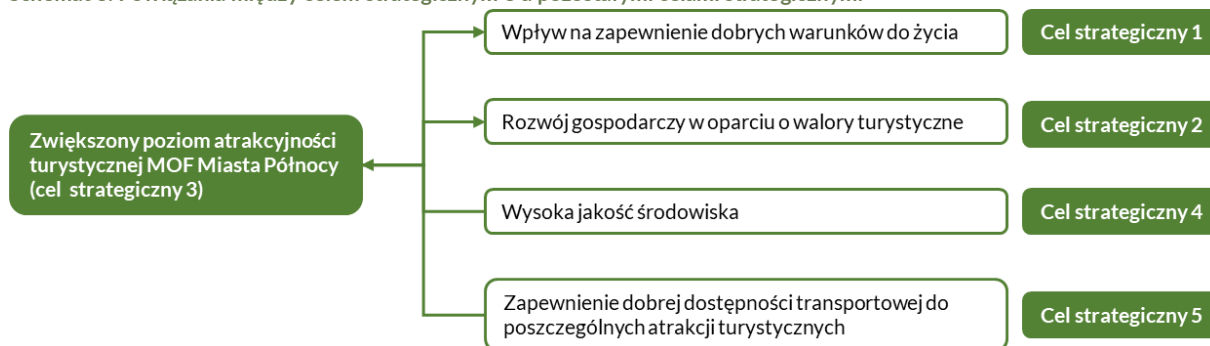 Wpływ na zapewnienie dobrych warunków do życia
Cel strategiczny 1
Rozwój gospodarczy w oparciu o walory turystyczne
Cel strategiczny 2
Zwiększony poziom atrakcyjności
turystycznej MOF Miasta Północy
(cel strategiczny 3)
Wysoka jakość środowiska
Cel strategiczny 4
Zapewnienie dobrej dostępności transportowej do
poszczególnych atrakcji turystycznych
Cel strategiczny 5